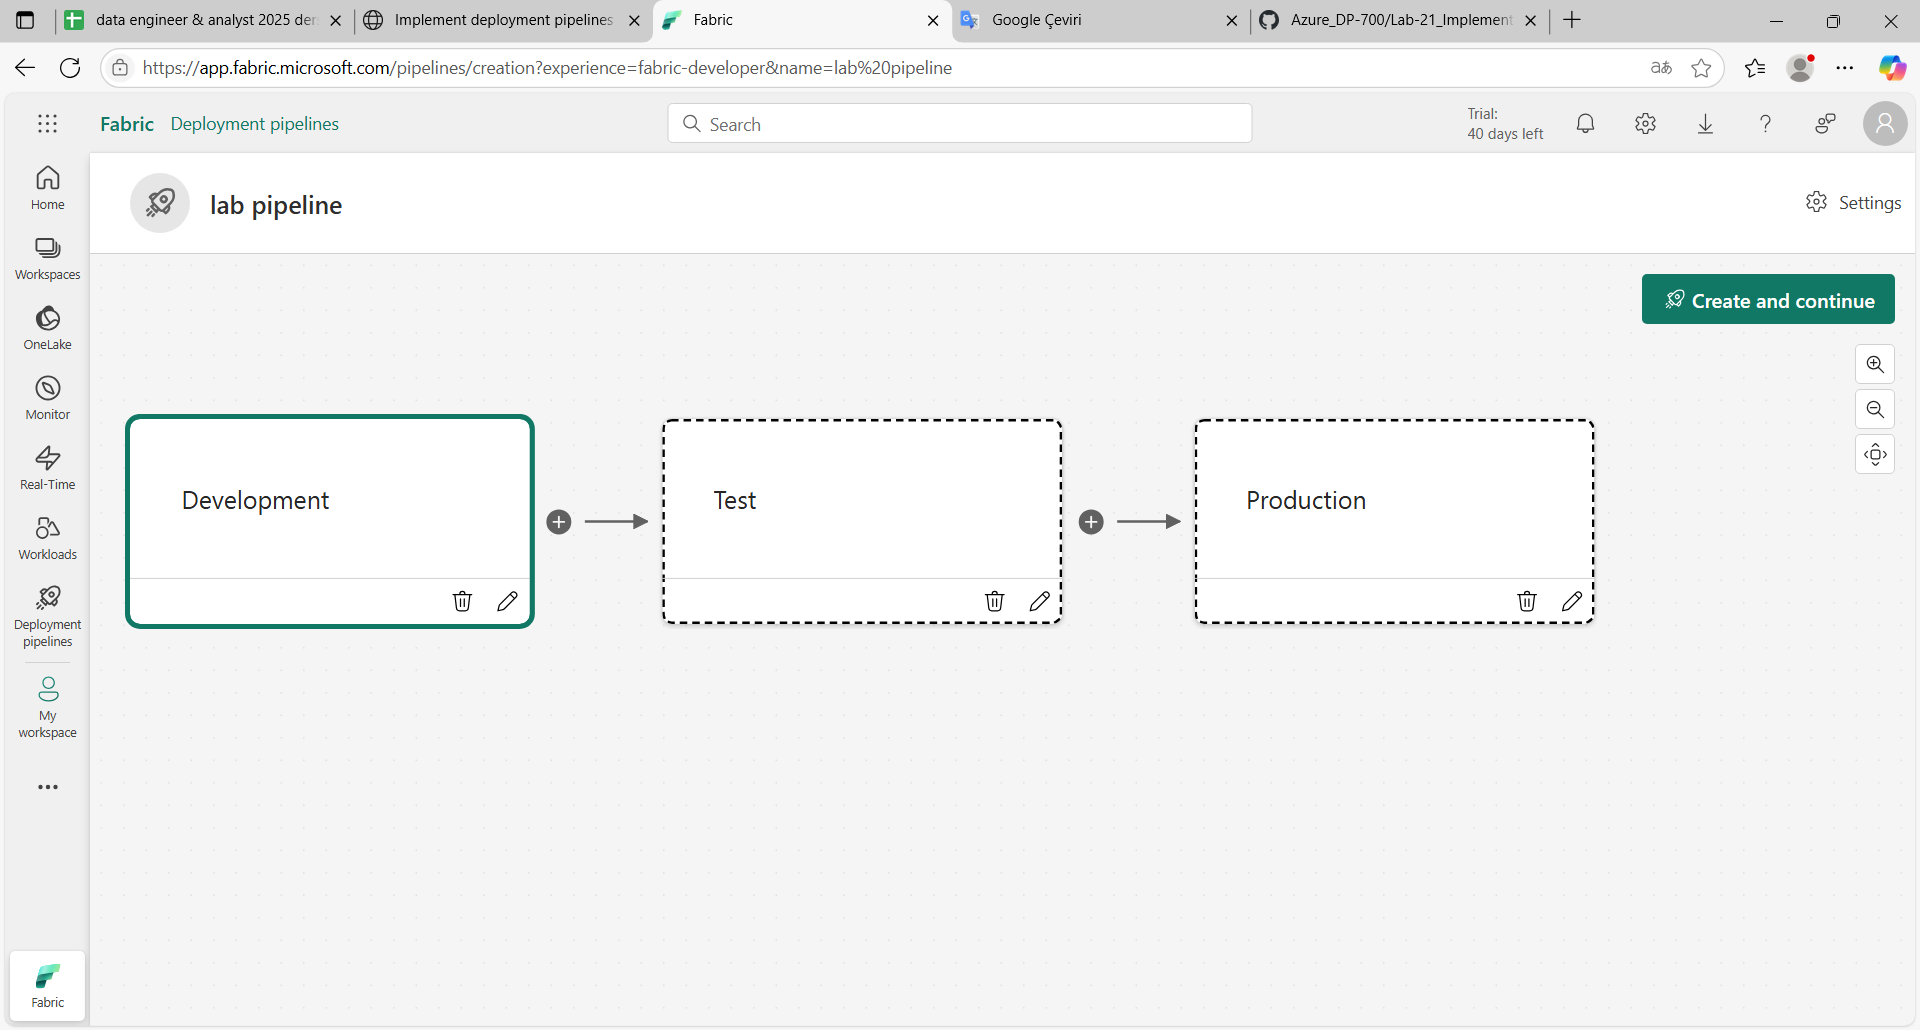 data engineer & analyst 2025 der
Implement deployment pipelines
Fabric
Google Çeviri
Azure_DP-700/Lab-21_Implement
https://app.fabric.microsoft.com/pipelines/creation?experience=fabric-developer&name=lab%20pipeline
Fabric
Deployment pipelines
Search
Trial:
40 days left
Home
Workspaces
OneLake
Monitor
Real-Time
Workloads
Deployment
pipelines
My
workspace
Fabric
lab pipeline
Settings
Create and continue
Development
Test
Production